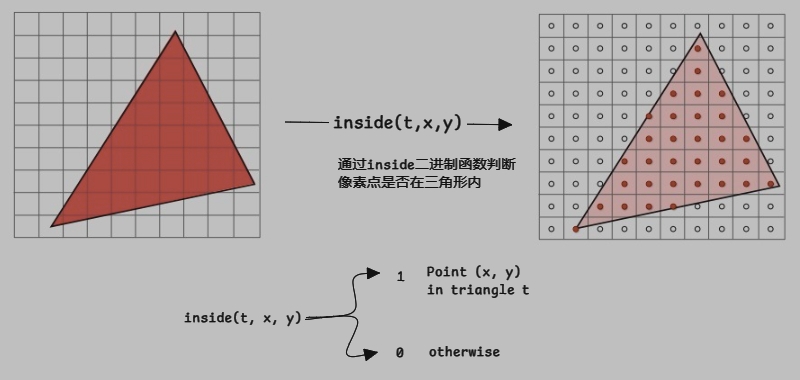 inside(t,x,y)
通过inside二进制函数判断
像素点是否在三角形内
inside(t, x, y)
1 Point (x, y)
in triangle t
0 otherwise